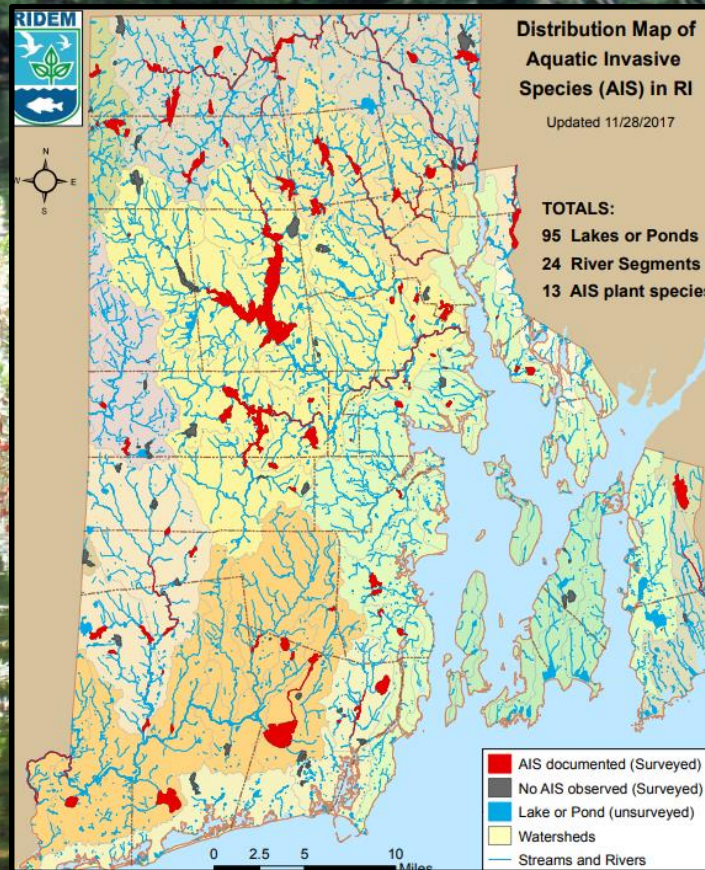 RIDEM
Distribution Map of
Aquatic Invasive
Species (AIS) in RI
Updated 11/28/2017
N
W E
S
TOTALS:
95 Lakes or Ponds
24 River Segments
13 AIS plant species
AIS documented (Surveyed)
No AIS observed (Surveyed)
Lake or Pond (unsurveyed)
Watersheds
Streams and Rivers
0 2.5 5 10
Miles